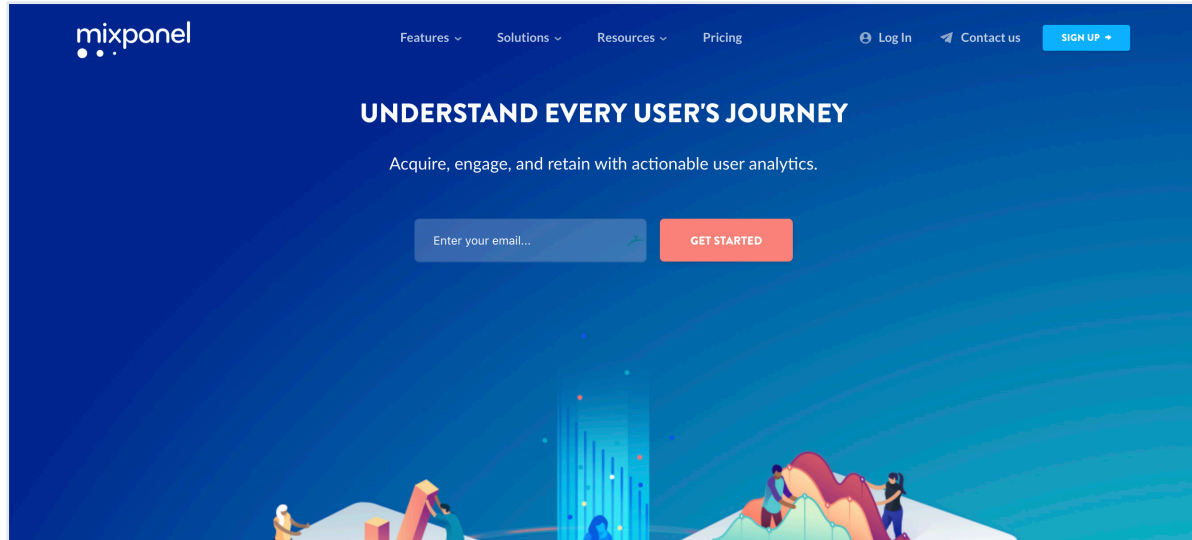 mixpanel
Features Solutions Resources Pricing Log In Contact us SIGN UP
UNDERSTAND EVERY USER'S JOURNEY
Acquire, engage, and retain with actionable user analytics.
Enter your email... GET STARTED